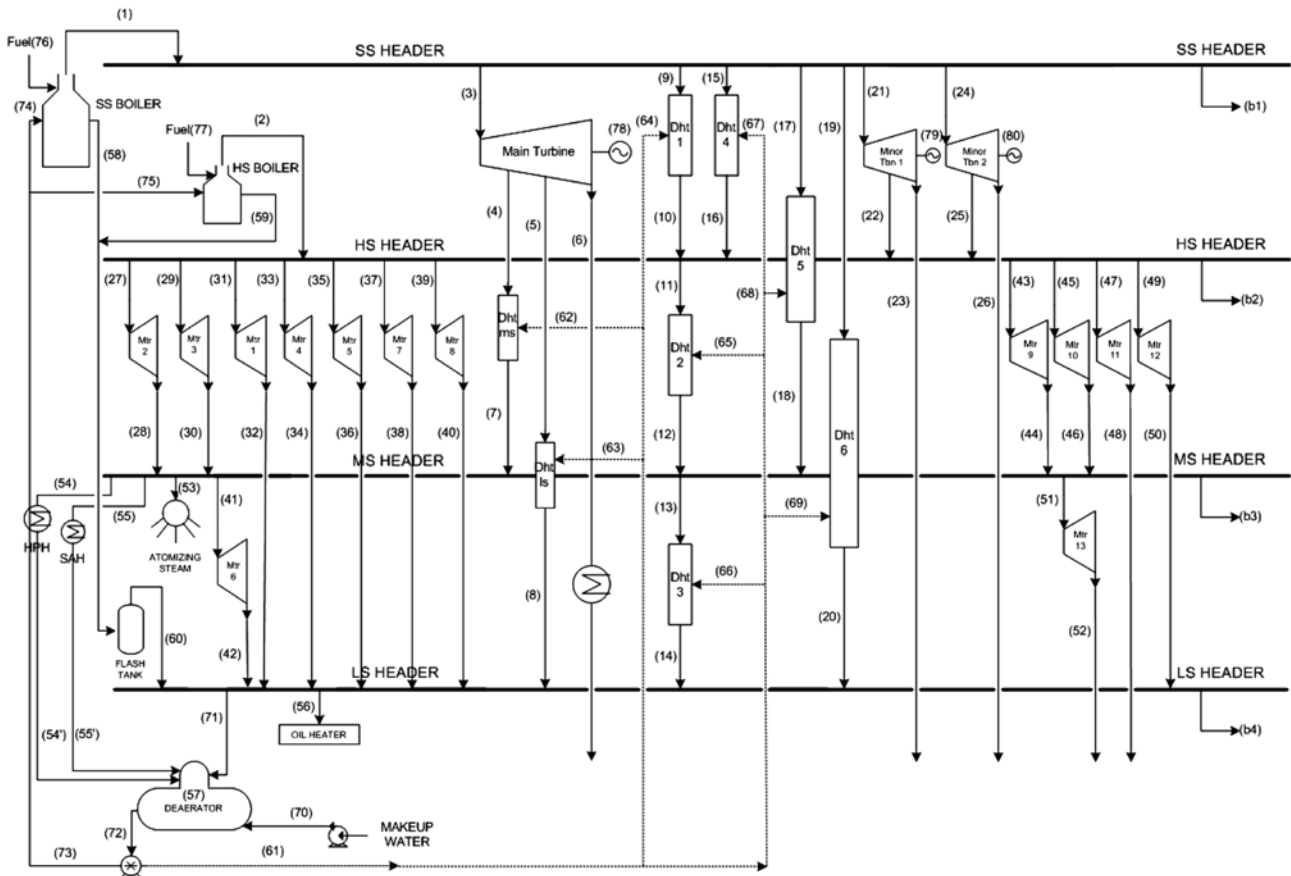 (1)
Fuel(76)
SS HEADER
SS HEADER
(74)
SS BOILER
(3)
(9)
(15)
(21)
(24)
(b1)
Fuel(77)
(2)
(64)
Dht 1
Dht 4
(67)
(17)
(19)
(78)
(79)
(80)
(58)
Main Turbine
Minor Tbn 1
Minor Tbn 2
HS BOILER
(75)
(59)
(4)
(5)
(6)
(10)
(16)
(22)
(25)
HS HEADER
HS HEADER
Dht 5
(27)
(29)
(31)
(33)
(35)
(37)
(39)
(11)
(68)
(23)
(26)
(43)
(45)
(47)
(49)
(b2)
Dht ms
(62)
Mtr 2
Mtr 3
Mtr 1
Mtr 4
Mtr 5
Mtr 7
Mtr 8
Dht 2
(65)
Mtr 9
Mtr 10
Mtr 11
Mtr 12
(18)
(7)
(28)
(30)
(32)
(34)
(36)
(38)
(40)
(12)
(44)
(46)
(48)
(50)
Dht 6
(63)
MS HEADER
MS HEADER
Dht ls
(54)
(53)
(41)
(55)
(13)
(69)
(51)
(b3)
HPH
SAH
ATOMIZING
STEAM
Mtr 6
Mtr 13
Dht 3
(66)
(8)
(20)
(60)
(42)
(52)
FLASH
TANK
(14)
LS HEADER
LS HEADER
(71)
(56)
(54')
(55')
OIL HEATER
(b4)
(57)
DEAERATOR
(70)
MAKEUP
WATER
(72)
(73)
(61)